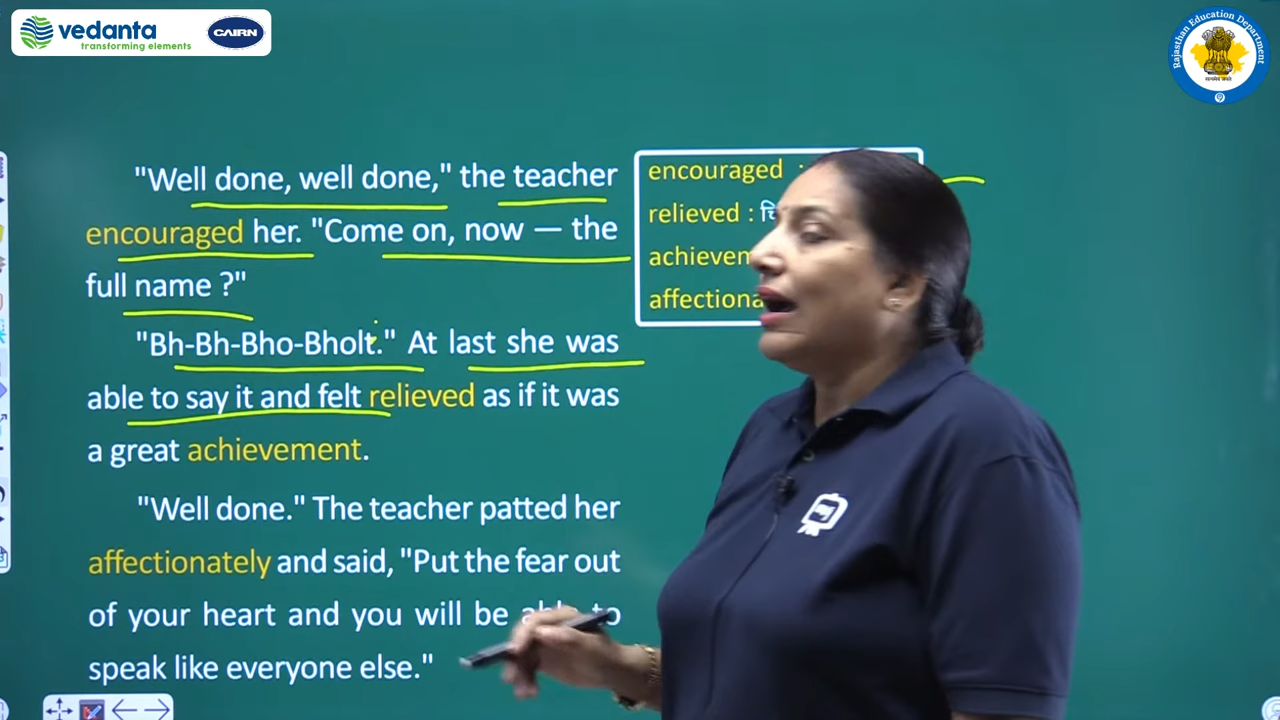 vedanta
transforming elements
CAIRN
Rajasthan Education Department
"Well done, well done," the teacher
encouraged her. "Come on, now — the
full name ?"
"Bh-Bh-Bho-Bholt." At last she was
able to say it and felt relieved as if it was
a great achievement.
"Well done." The teacher patted her
affectionately and said, "Put the fear out
of your heart and you will be able to
speak like everyone else."
encouraged :
relieved :